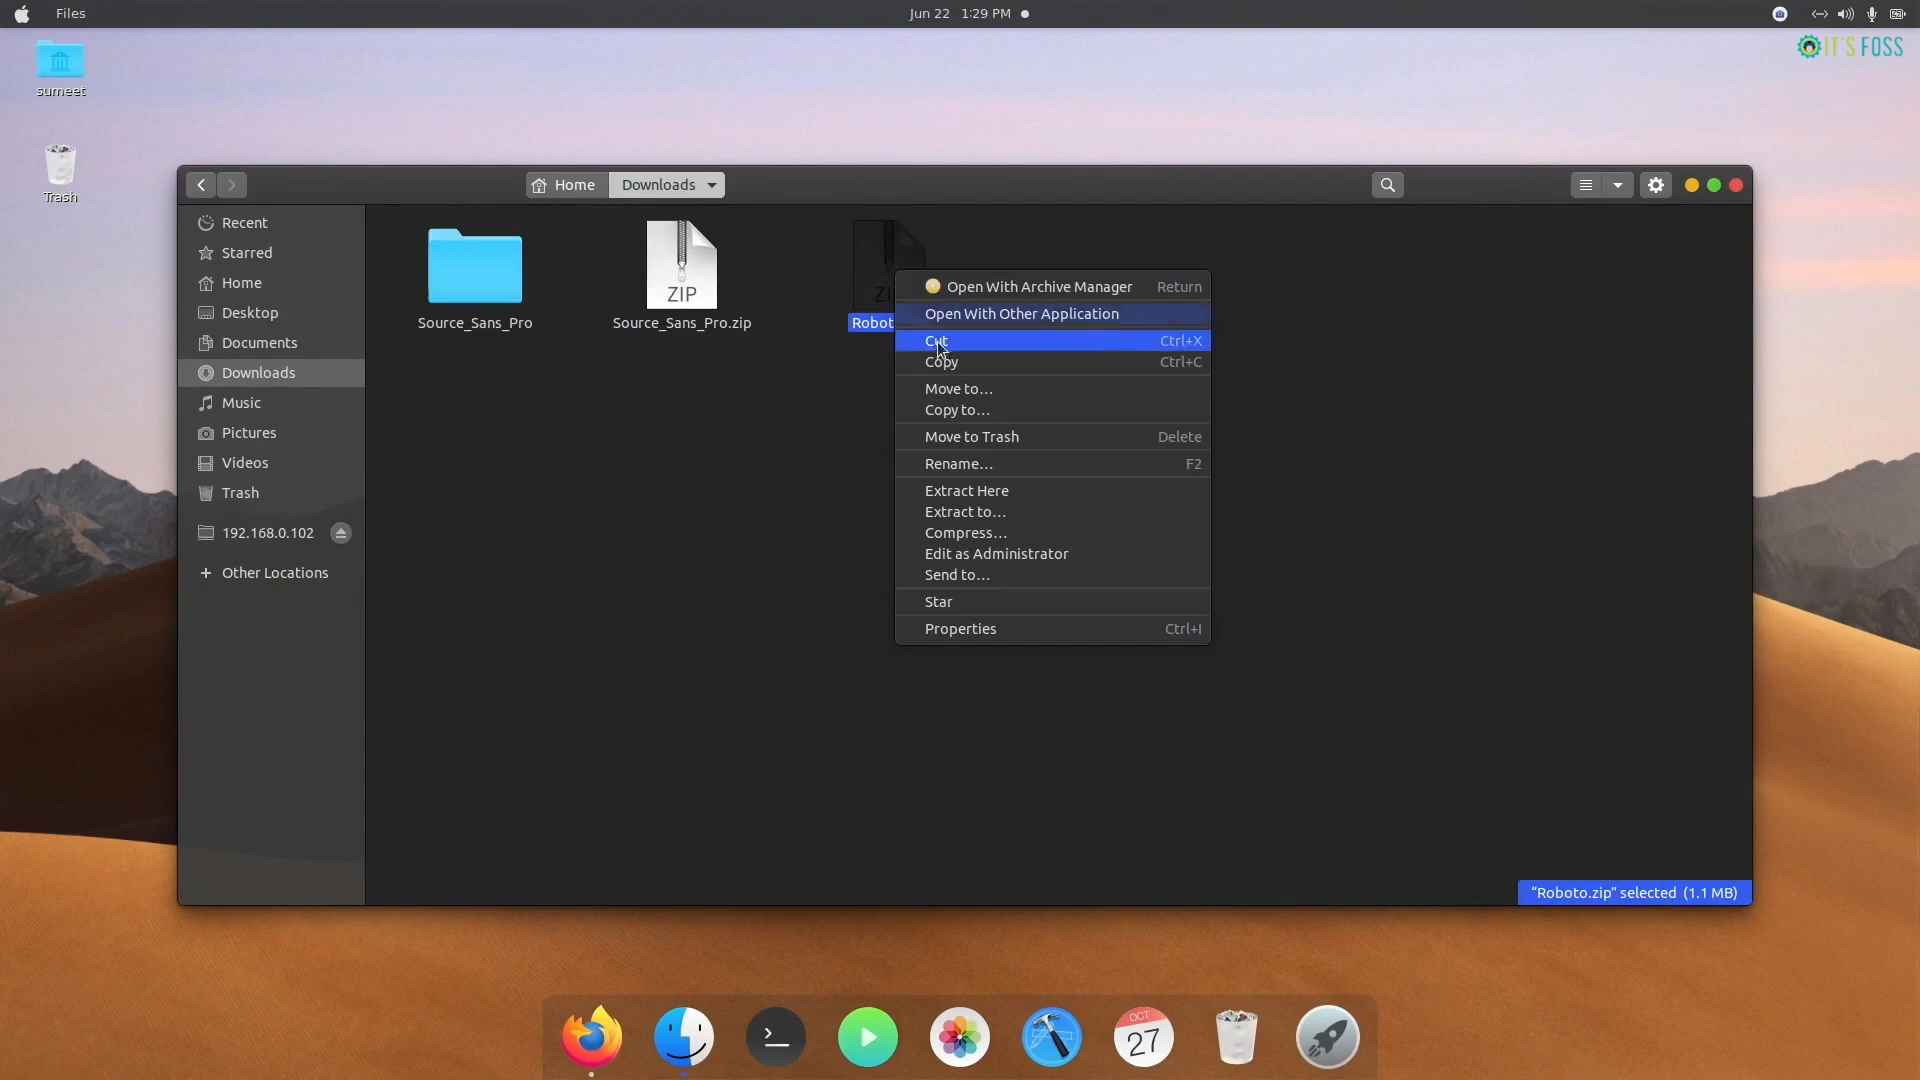 Files
Jun 22 1:29 PM
IT'S FOSS
sumeet
Trash
Home
Downloads
Recent
Starred
Home
Desktop
Documents
Downloads
Music
Pictures
Videos
Trash
192.168.0.102
+ Other Locations
Source_Sans_Pro
ZIP
Source_Sans_Pro.zip
ZI
Robot
Open With Archive Manager Return
Open With Other Application
Cut Ctrl+X
Copy Ctrl+C
Move to…
Copy to…
Move to Trash Delete
Rename… F2
Extract Here
Extract to…
Compress…
Edit as Administrator
Send to…
Star
Properties Ctrl+I
“Roboto.zip” selected (1.1 MB)
OCT
27